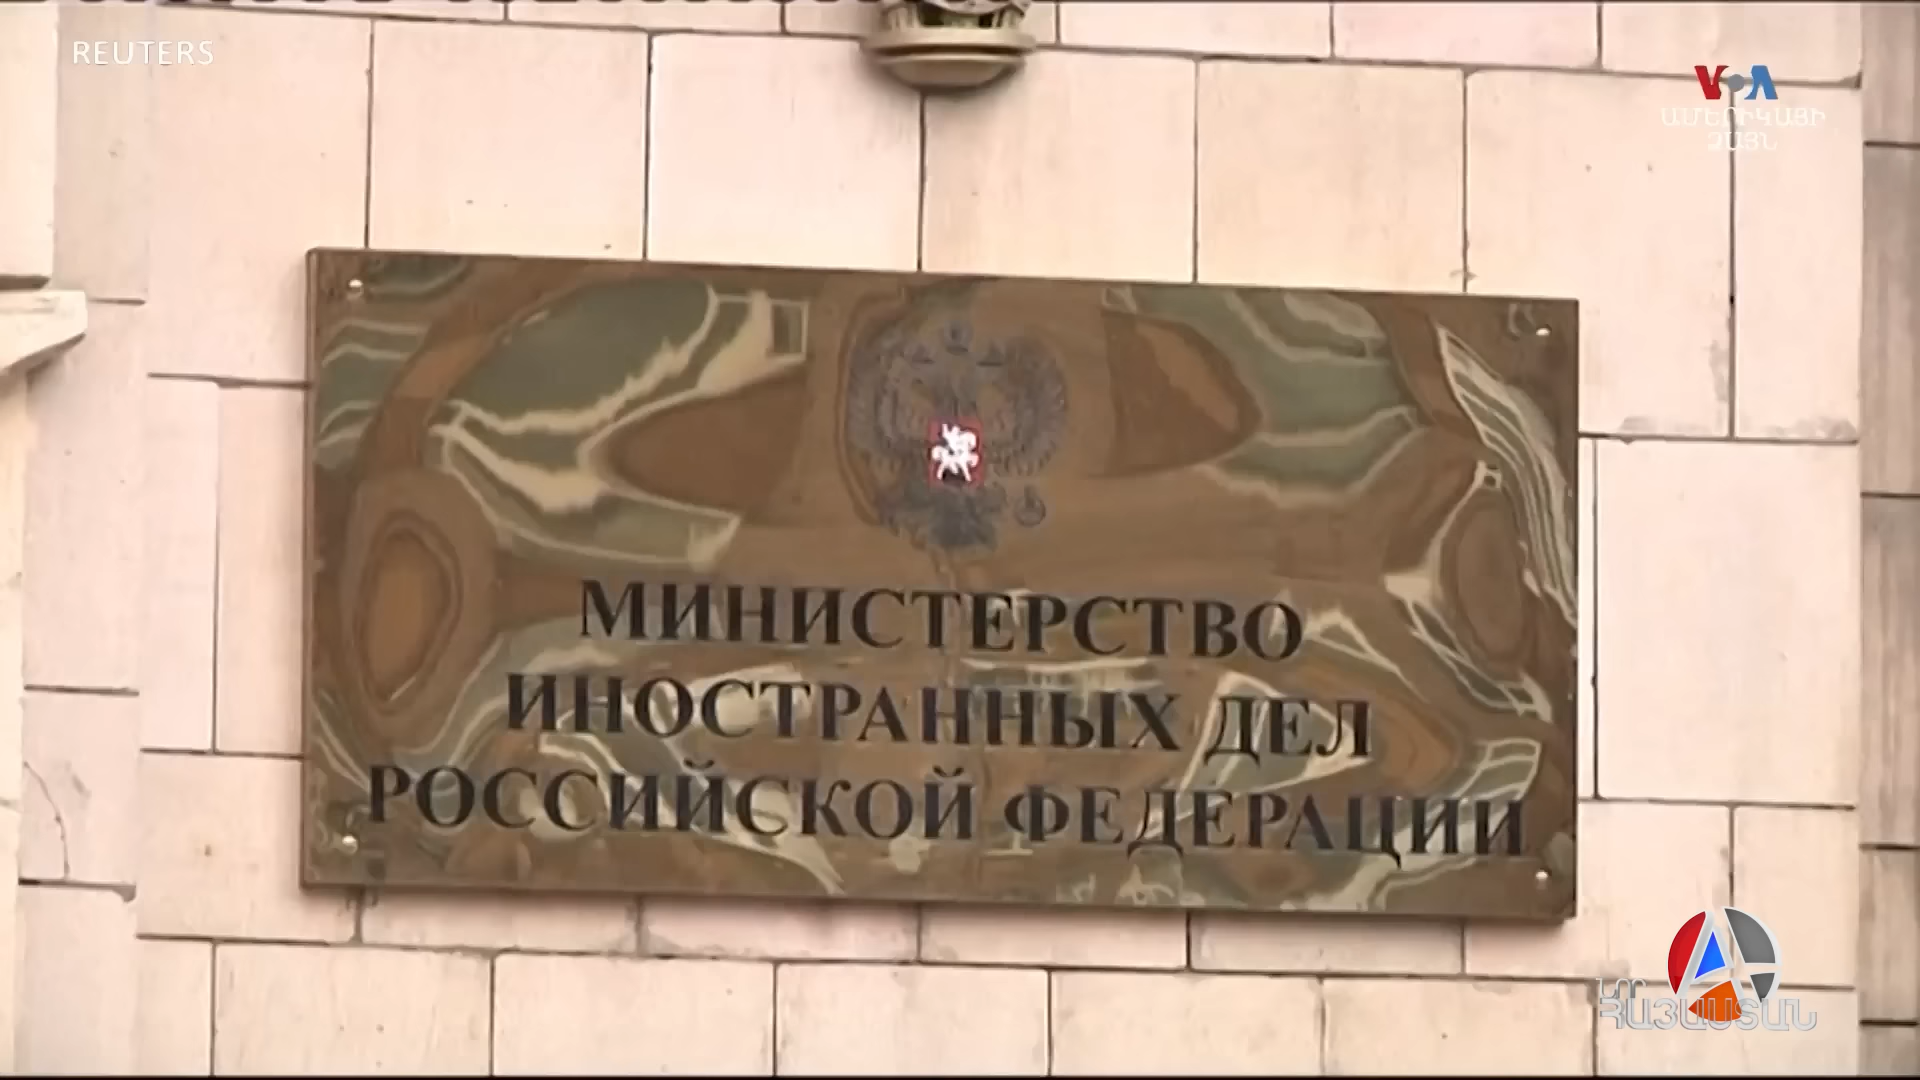 REUTERS
VOA
ԱՄԵՐԻԿԱՅԻ
ՁԱՅՆ
МИНИСТЕРСТВО
ИНОСТРАННЫХ ДЕЛ
РОССИЙСКОЙ ФЕДЕРАЦИИ
ՀԱՅԱՍՏԱՆ